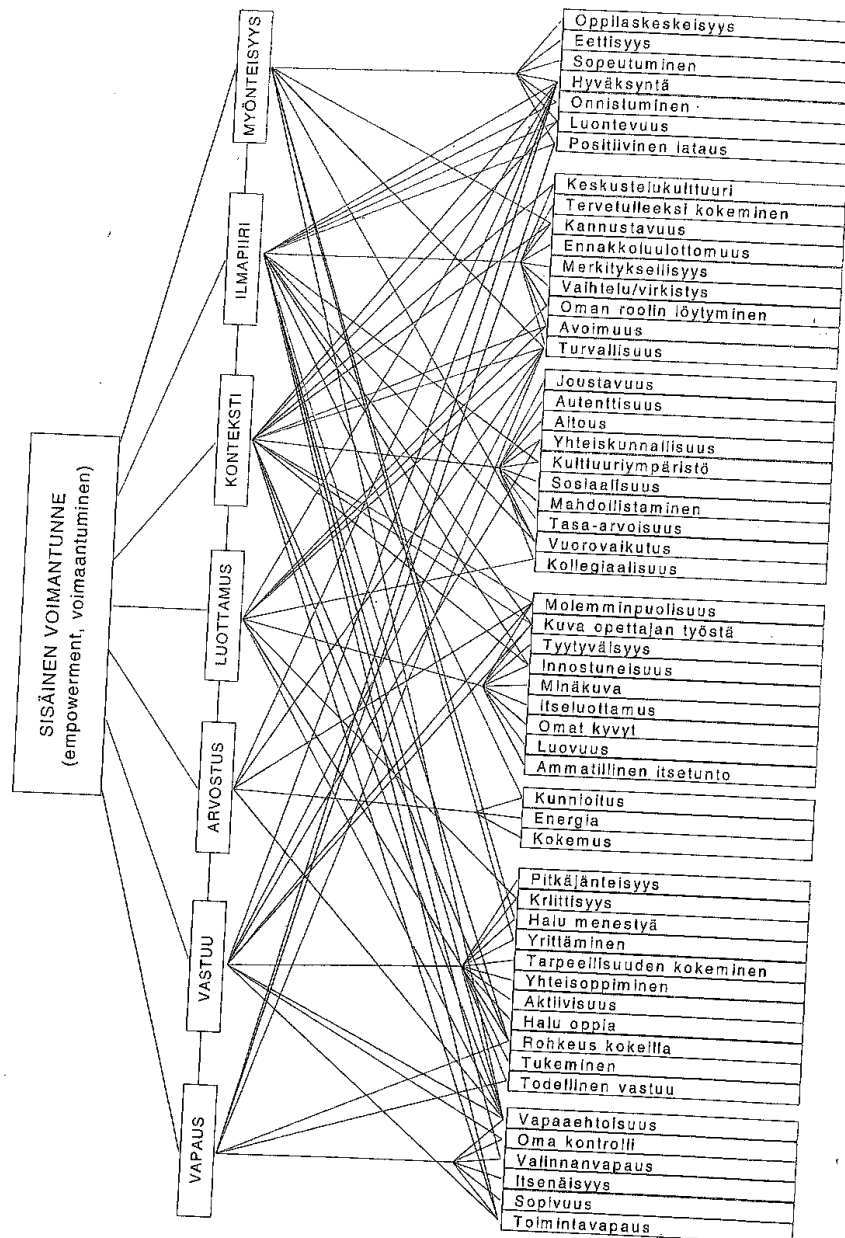 SISÄINEN VOIMANTUNNE
(empowerment, voimaantuminen)
MYÖNTEISYYS
ILMAPIIRI
KONTEKSTI
LUOTTAMUS
ARVOSTUS
VASTUU
VAPAUS
Oppilaskeskeisyys
Eettisyys
Sopeutuminen
Hyväksyntä
Onnistuminen
Luontevuus
Positiivinen lataus
Keskustelukulttuuri
Tervetulleeksi kokeminen
Kannustavuus
Ennakkoluulottomuus
Merkityksellisyys
Vaihtelu/virkistys
Oman roolin löytyminen
Avoimuus
Turvallisuus
Joustavuus
Autenttisuus
Aitous
Yhteiskunnallisuus
Kulttuuriympäristö
Sosiaalisuus
Mahdollistaminen
Tasa-arvoisuus
Vuorovaikutus
Kollegiaalisuus
Molemminpuolisuus
Kuva opettajan työstä
Tyytyväisyys
Innostuneisuus
Minäkuva
Itseluottamus
Omat kyvyt
Luovuus
Ammatillinen itsetunto
Kunnioitus
Energia
Kokemus
Pitkäjänteisyys
Kriittisyys
Halu menestyä
Yrittäminen
Tarpeellisuuden kokeminen
Yhteisoppiminen
Aktiivisuus
Halu oppia
Rohkeus kokeilla
Tukeminen
Todellinen vastuu
Vapaaehtoisuus
Oma kontrolli
Valinnanvapaus
Itsenäisyys
Sopivuus
Toimintavapaus